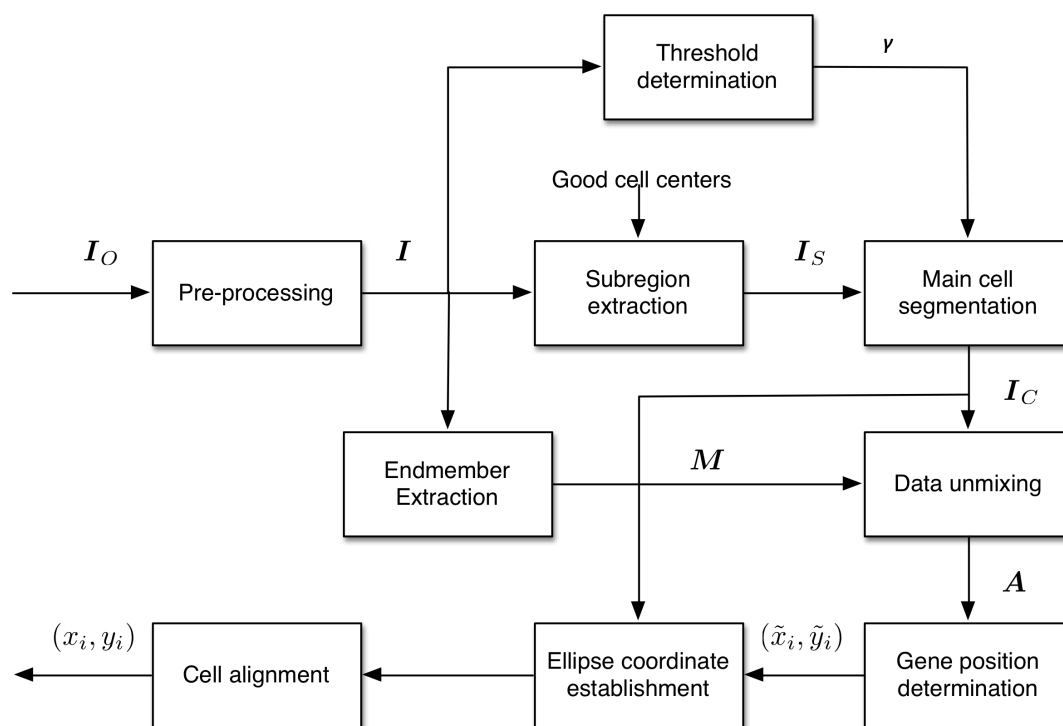 Threshold
determination
γ
Good cell centers
I_O
Pre-processing
I
Subregion
extraction
I_S
Main cell
segmentation
I_C
Endmember
Extraction
M
Data unmixing
A
(x_i, y_i)
Cell alignment
Ellipse coordinate
establishment
(x̃_i, ỹ_i)
Gene position
determination